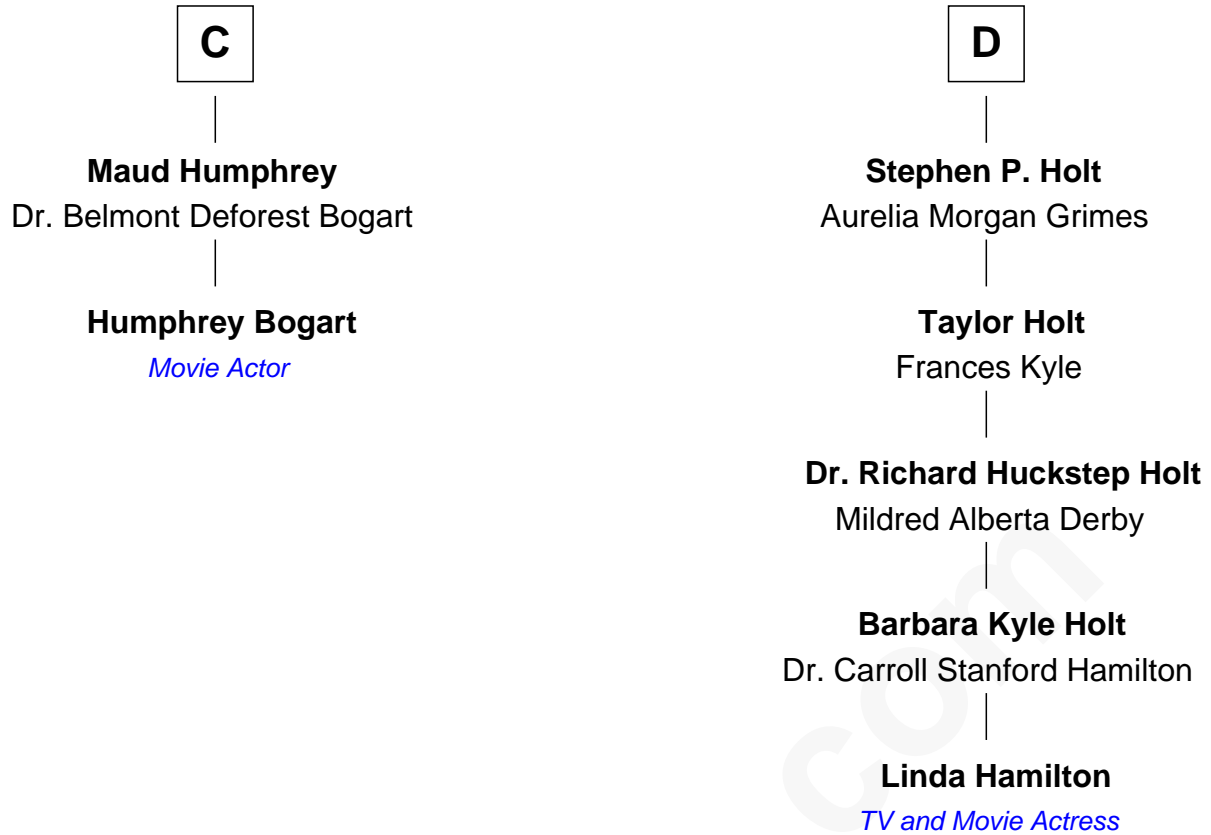 C
Maud Humphrey
Dr. Belmont Deforest Bogart
Humphrey Bogart
Movie Actor
D
Stephen P. Holt
Aurelia Morgan Grimes
Taylor Holt
Frances Kyle
Dr. Richard Huckstep Holt
Mildred Alberta Derby
Barbara Kyle Holt
Dr. Carroll Stanford Hamilton
Linda Hamilton
TV and Movie Actress
com